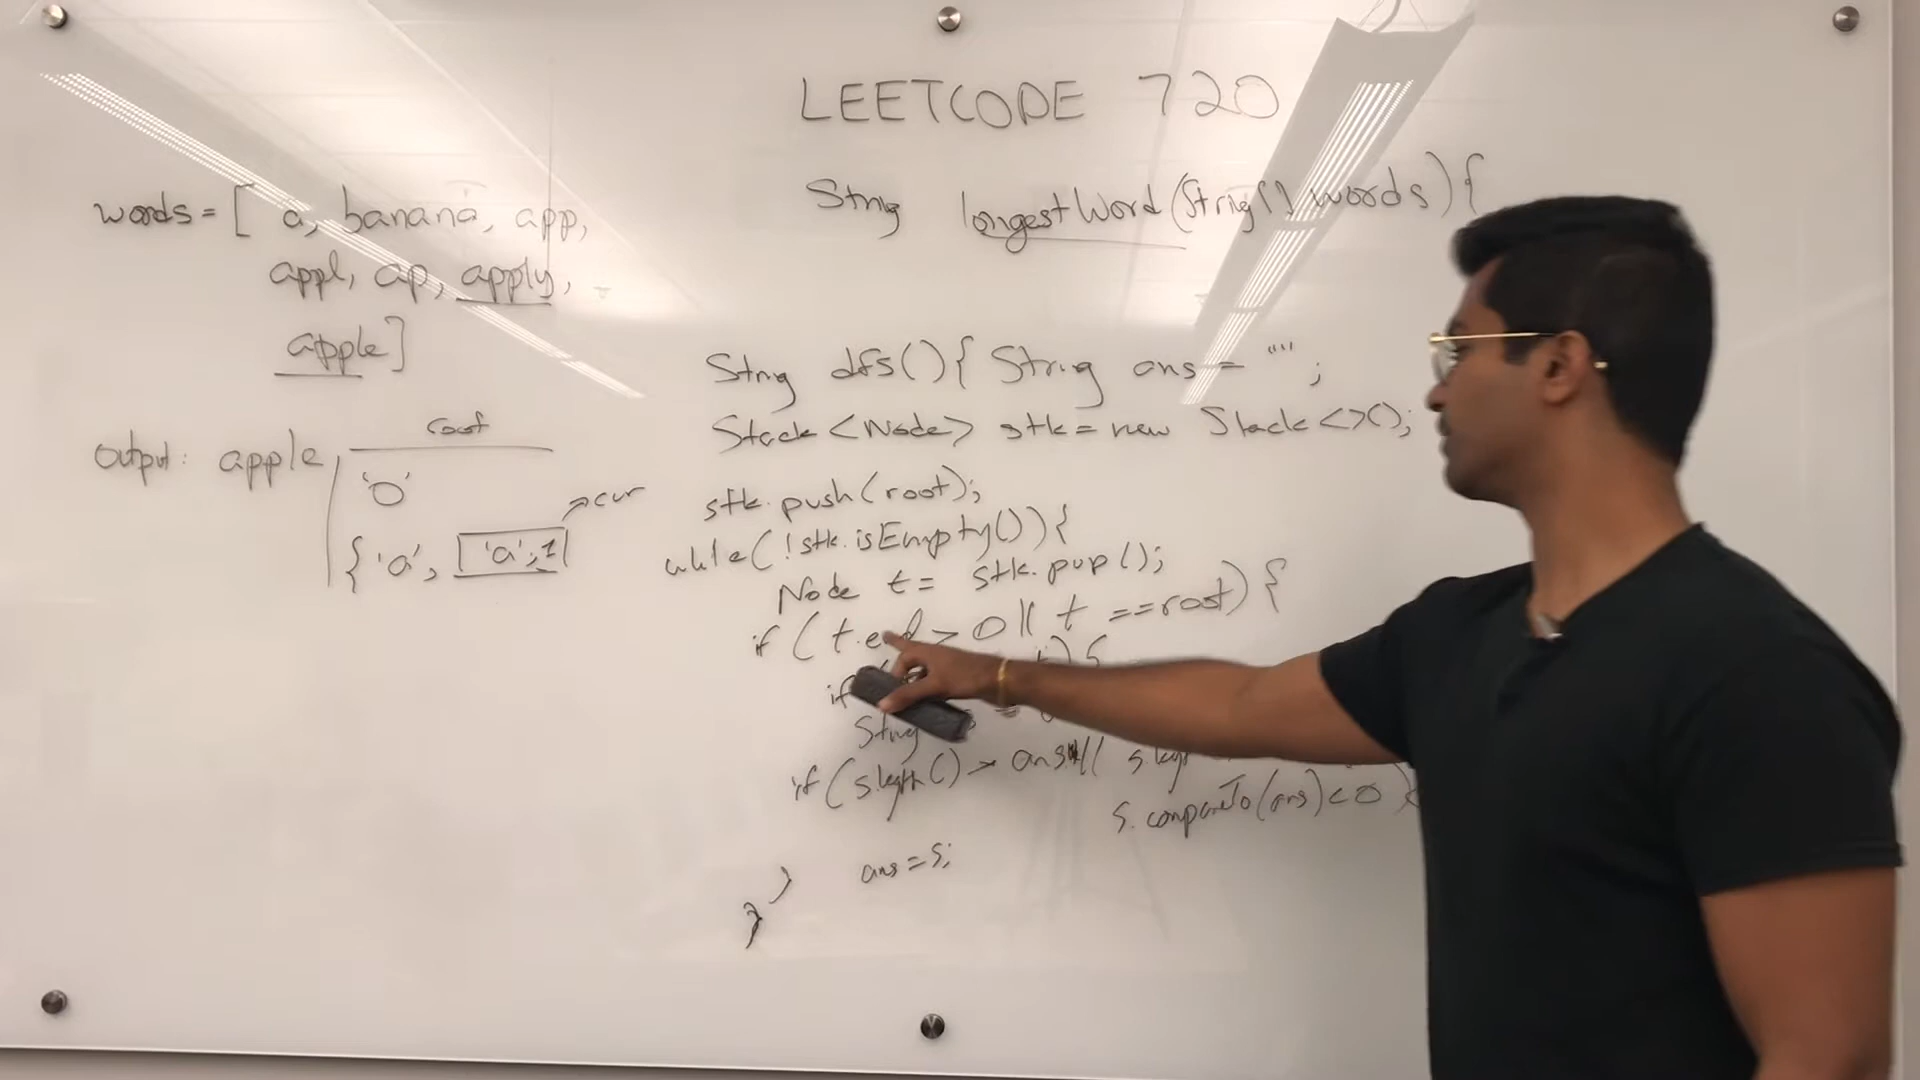 LEETCODE 720
String longestWord(String[] words){
words = [ a, banana, app,
appl, ap, apply,
apple]
output: apple
root
'0'
{'a', 'a', 1
cur
String dfs(){ String ans = "";
Stack<Node> stk = new Stack<>();
stk.push(root);
while(!stk.isEmpty()){
Node t = stk.pop();
if (t.end > 0 || t == root) {
if
String
if (s.length() > ans ||
s.compareTo(ans) < 0) {
ans = s;
}
}